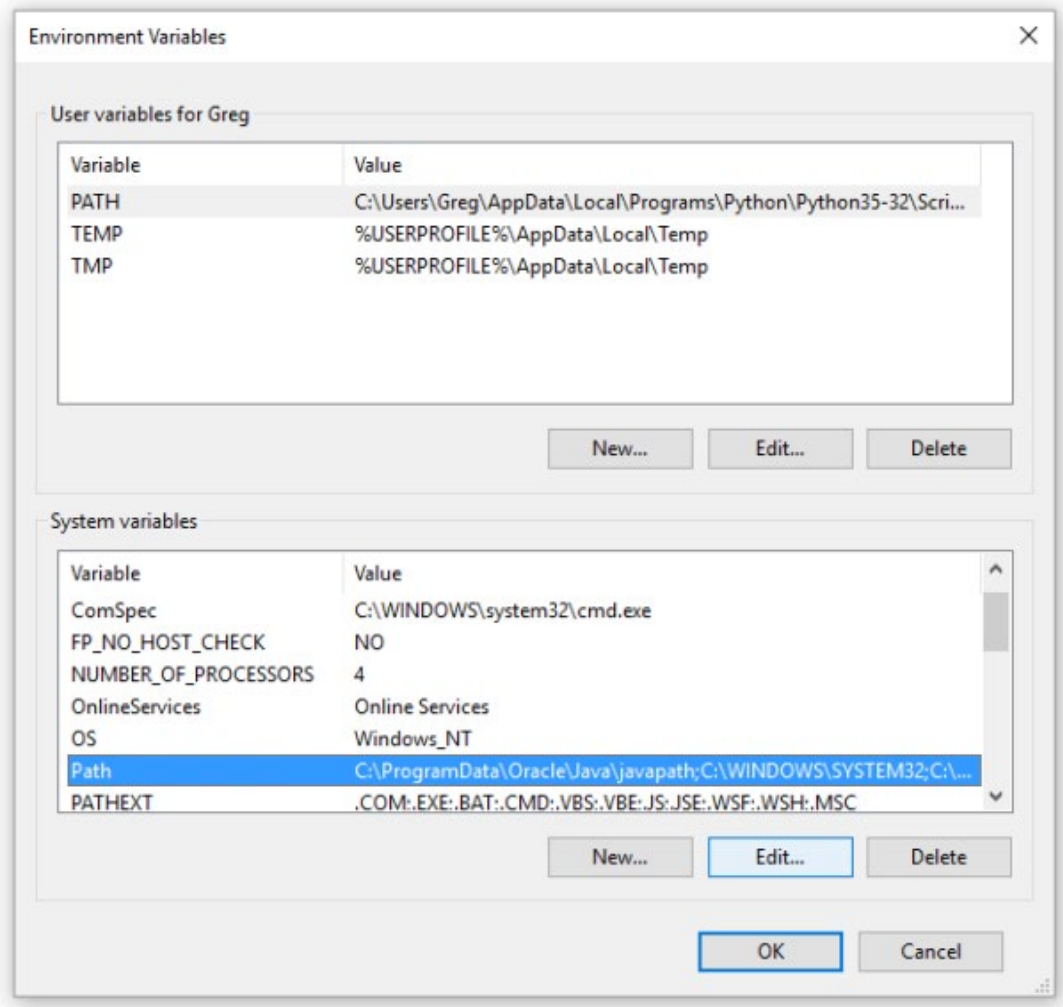 Environment Variables
User variables for Greg
Variable Value
PATH C:\Users\Greg\AppData\Local\Programs\Python\Python35-32\Scri...
TEMP %USERPROFILE%\AppData\Local\Temp
TMP %USERPROFILE%\AppData\Local\Temp
New... Edit... Delete
System variables
Variable Value
ComSpec C:\WINDOWS\system32\cmd.exe
FP_NO_HOST_CHECK NO
NUMBER_OF_PROCESSORS 4
OnlineServices Online Services
OS Windows_NT
Path C:\ProgramData\Oracle\Java\javapath;C:\WINDOWS\SYSTEM32;C:\...
PATHEXT .COM;.EXE;.BAT;.CMD;.VBS;.VBE;.JS;.JSE;.WSF;.WSH;.MSC
New... Edit... Delete
OK Cancel